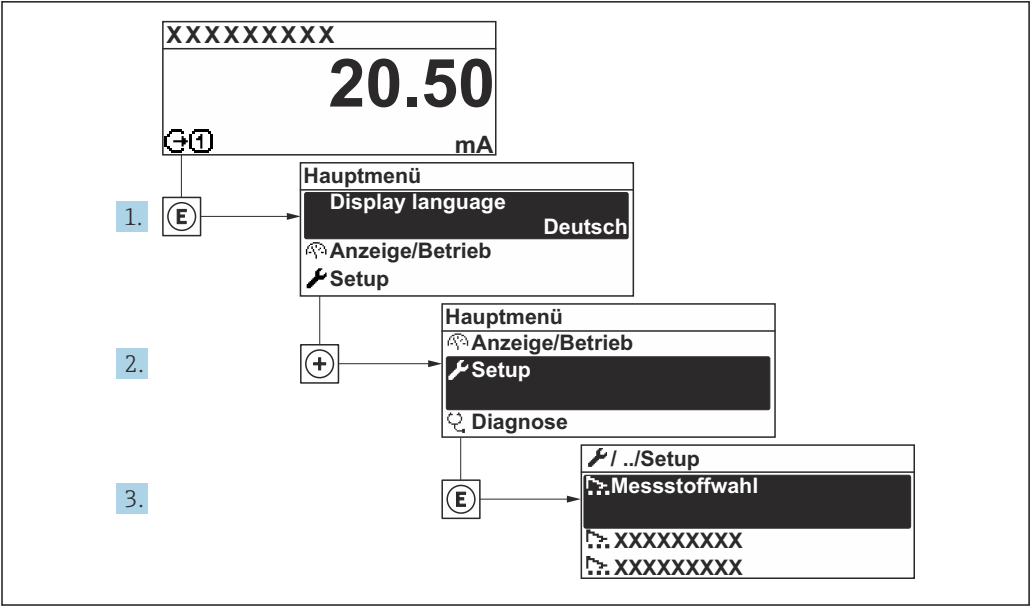 XXXXXXXXX
20.50
1
mA
Hauptmenü
Display language
Deutsch
Anzeige/Betrieb
Setup
1.
E
Hauptmenü
Anzeige/Betrieb
Setup
Diagnose
2.
+
/ ../Setup
Messstoffwahl
XXXXXXXXX
XXXXXXXXX
3.
E